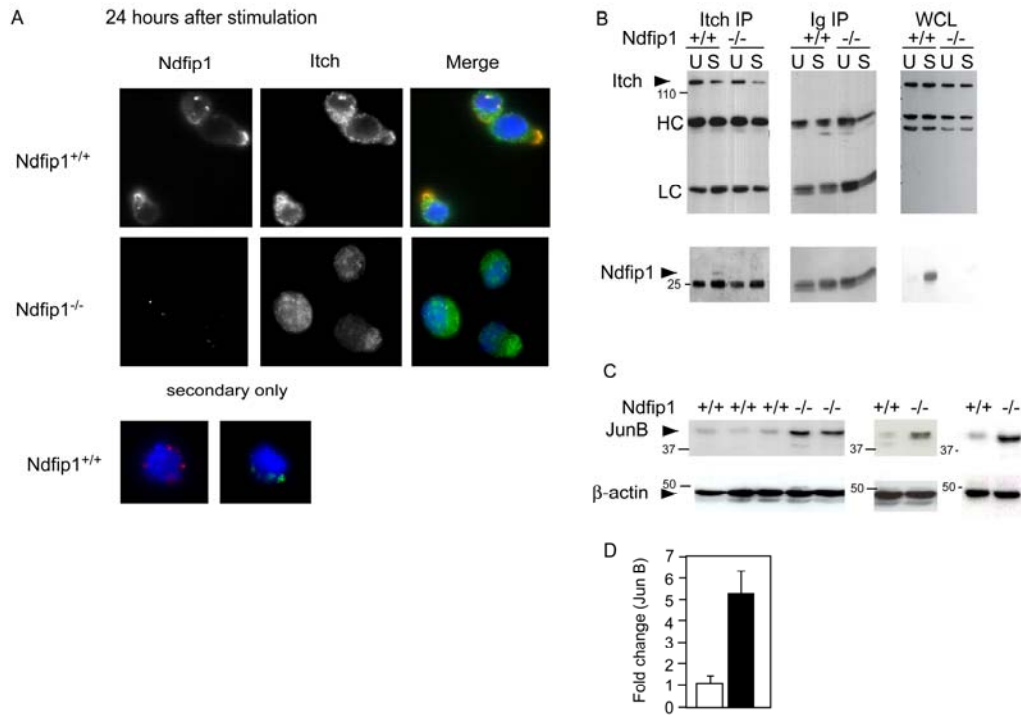 A
24 hours after stimulation
Ndfip1 Itch Merge
Ndfip1+/+
Ndfip1-/-
secondary only
Ndfip1+/+
B
Itch IP Ig IP WCL
Ndfip1 +/+ -/- +/+ -/- +/+ -/-
U S U S U S U S U S U S
Itch
110
HC
LC
Ndfip1
25
C
Ndfip1 +/+ +/+ +/+ -/- -/- +/+ -/- +/+ -/-
JunB
37 37 37
50 50 50
β-actin
D
Fold change (Jun B)
7
6
5
4
3
2
1
0